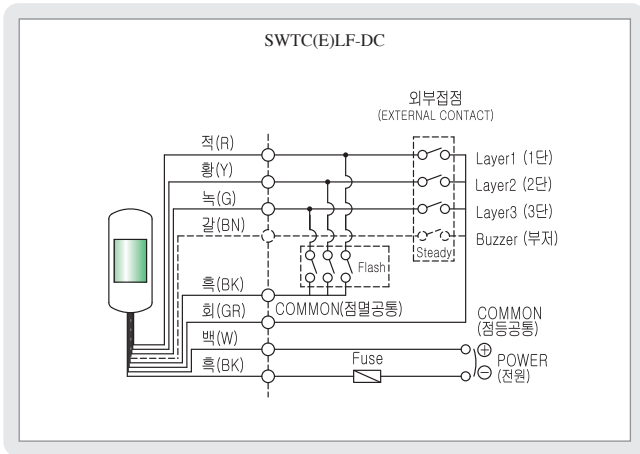 SWTC(E)LF-DC
외부접점
(EXTERNAL CONTACT)
적(R)
Layer1 (1단)
황(Y)
Layer2 (2단)
녹(G)
Layer3 (3단)
갈(BN)
Buzzer (부저)
Steady
Flash
흑(BK)
COMMON(점멸공통)
회(GR)
COMMON
(점등공통)
백(W)
Fuse
POWER
(전원)
흑(BK)